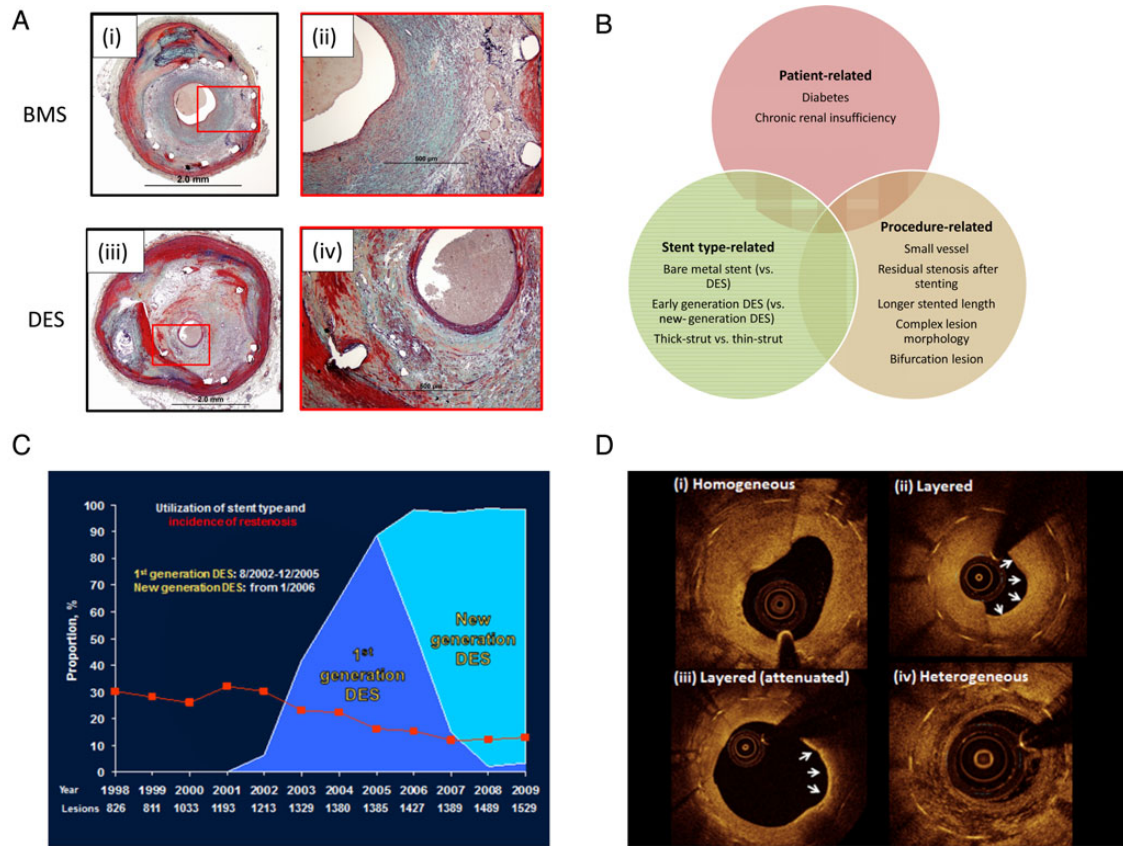 A
BMS
(i)
2.0 mm
(ii)
500 µm
DES
(iii)
2.0 mm
(iv)
500 µm
B
Patient-related
Diabetes
Chronic renal insufficiency
Stent type-related
Bare metal stent (vs.
DES)
Early generation DES (vs.
new-generation DES)
Thick-strut vs. thin-strut
Procedure-related
Small vessel
Residual stenosis after
stenting
Longer stented length
Complex lesion
morphology
Bifurcation lesion
C
Utilization of stent type and
incidence of restenosis
1st generation DES: 8/2002-12/2005
New generation DES: from 1/2006
Proportion, %
100
90
80
70
60
50
40
30
20
10
0
1st
generation
DES
New
generation
DES
Year 1998 1999 2000 2001 2002 2003 2004 2005 2006 2007 2008 2009
Lesions 826 811 1033 1193 1213 1329 1380 1385 1427 1389 1489 1529
D
(i) Homogeneous
(ii) Layered
(iii) Layered (attenuated)
(iv) Heterogeneous